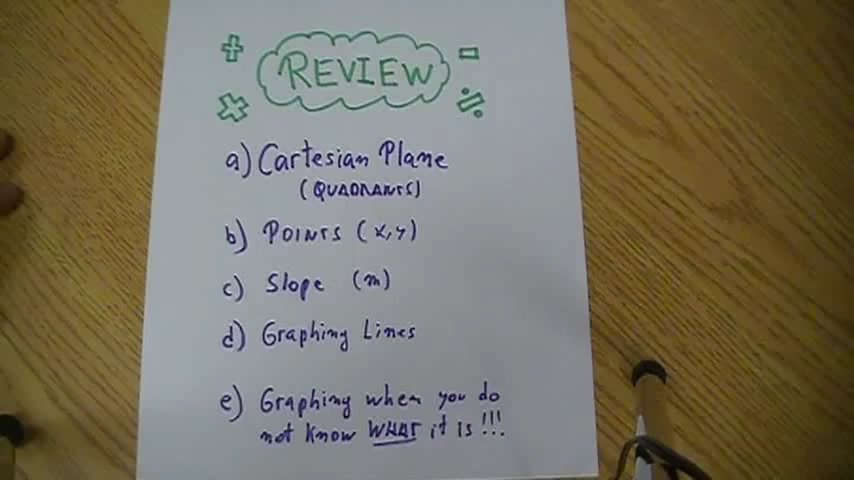 + REVIEW -
× ÷
a) Cartesian Plane
(QUADRANTS)
b) POINTS (x,y)
c) Slope (m)
d) Graphing Lines
e) Graphing when you do
not know WHAT it is!!!